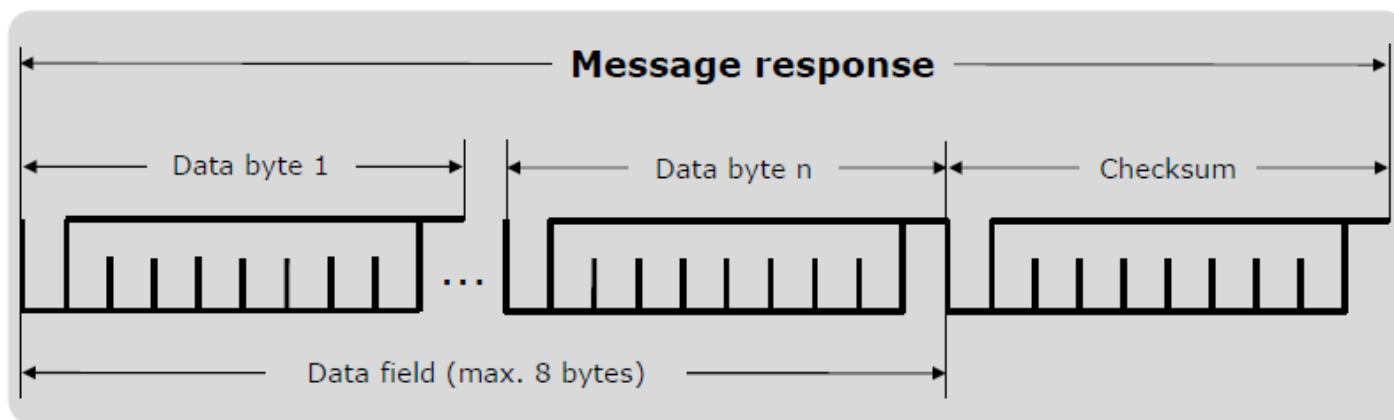 Message response
Data byte 1
Data byte n
Checksum
...
Data field (max. 8 bytes)